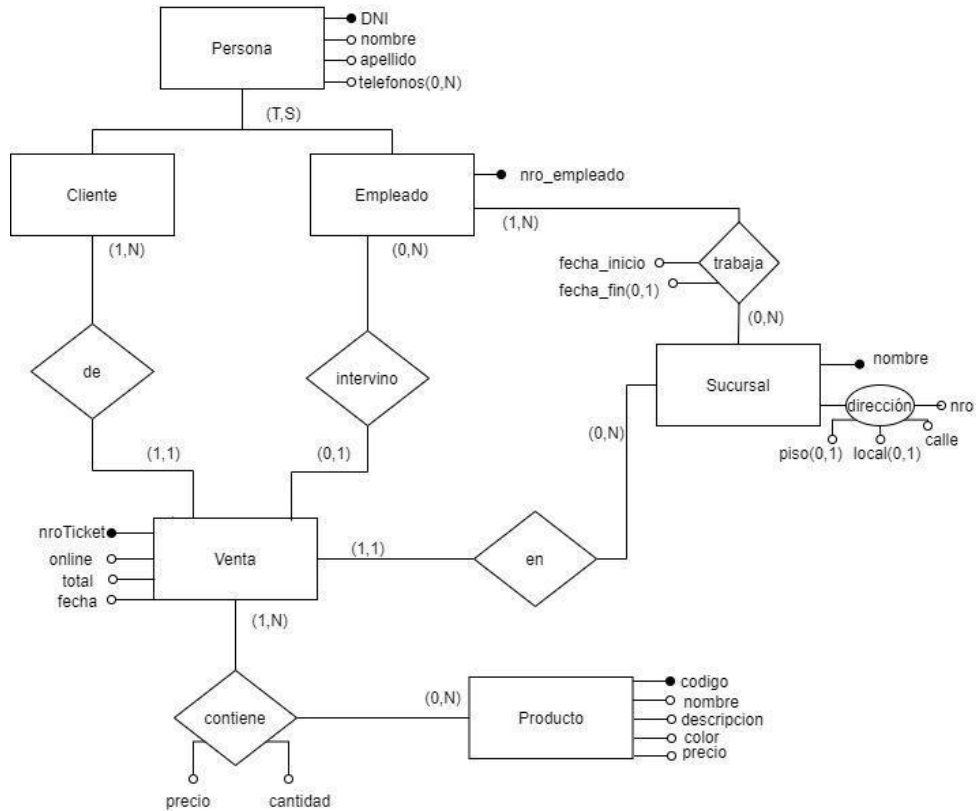 DNI
Persona
nombre
apellido
telefonos(0,N)
(T,S)
Cliente
Empleado
nro_empleado
(1,N)
(0,N)
(1,N)
fecha_inicio
trabaja
fecha_fin(0,1)
(0,N)
de
intervino
Sucursal
nombre
dirección
nro
piso(0,1)
local(0,1)
calle
(0,N)
(1,1)
(0,1)
nroTicket
online
total
fecha
Venta
(1,1)
en
(1,N)
contiene
precio
cantidad
(0,N)
Producto
codigo
nombre
descripcion
color
precio